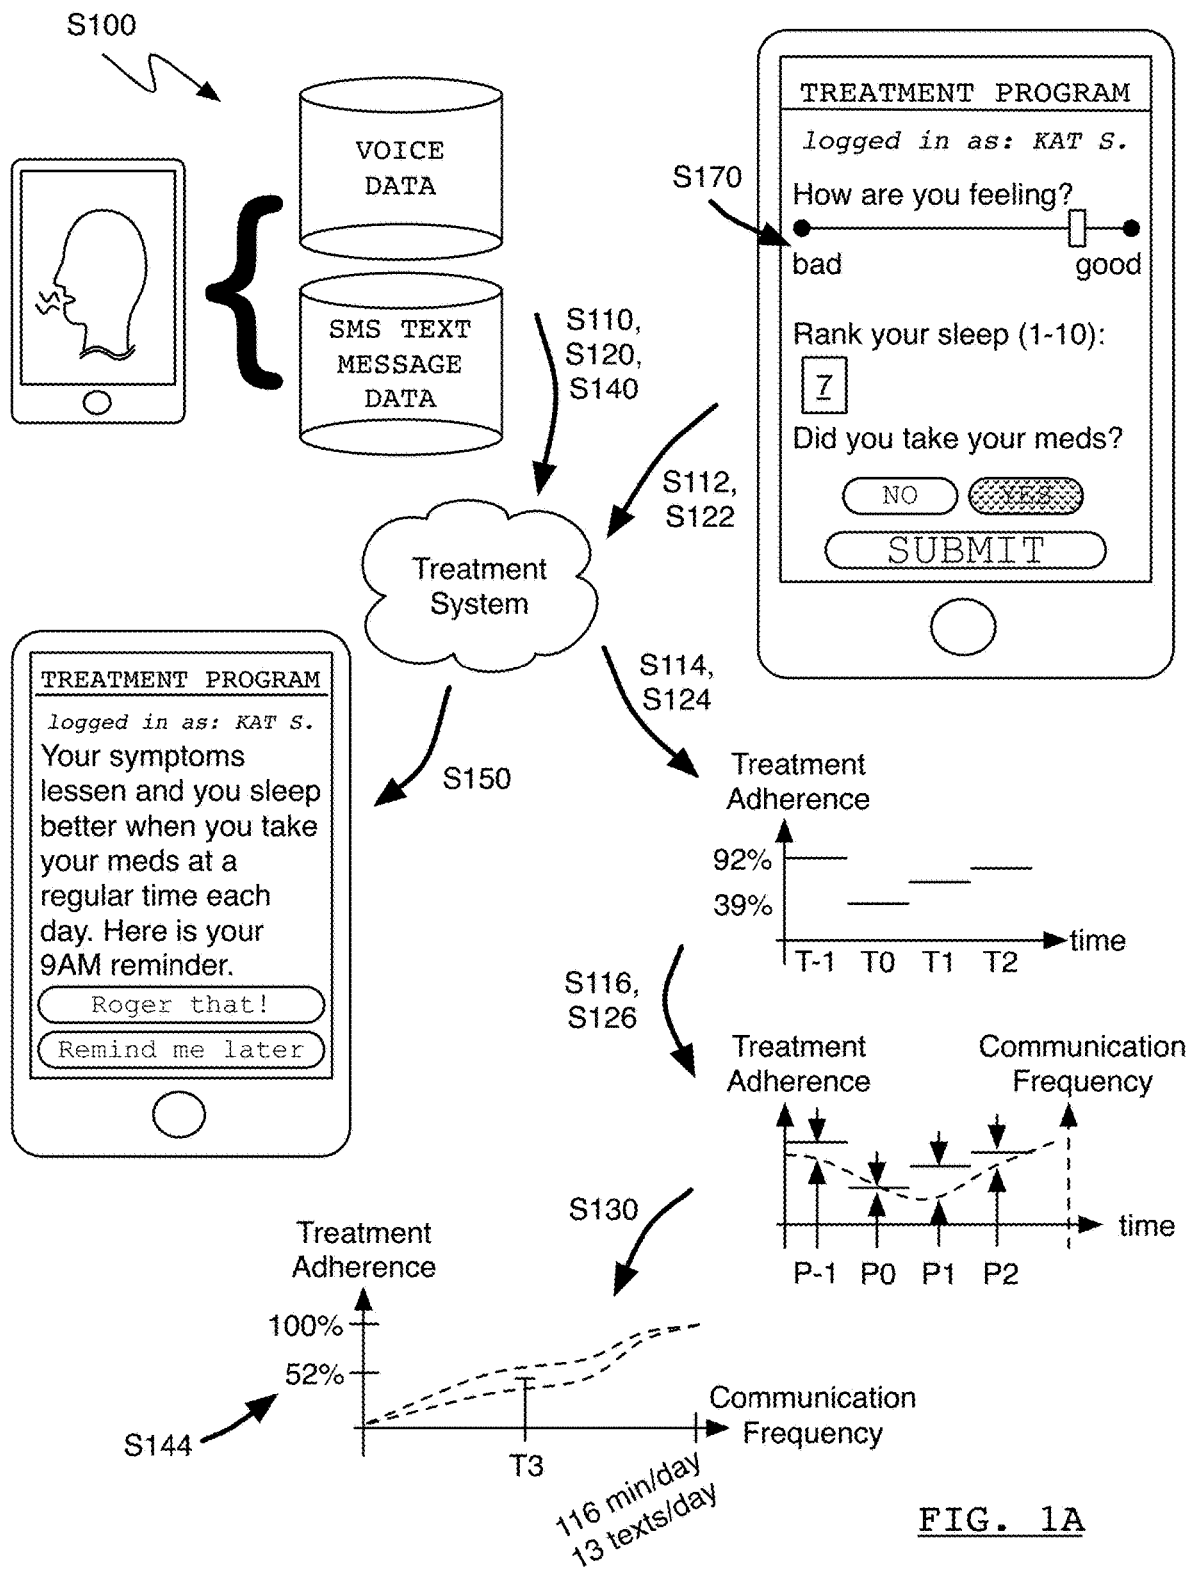 S100
VOICE
DATA
SMS TEXT
MESSAGE
DATA
TREATMENT PROGRAM
logged in as: KAT S.
S170
How are you feeling?
bad
good
Rank your sleep (1-10):
7
Did you take your meds?
NO
YES
SUBMIT
S110,
S120,
S140
S112,
S122
Treatment
System
S114,
S124
S150
TREATMENT PROGRAM
logged in as: KAT S.
Your symptoms
lessen and you sleep
better when you take
your meds at a
regular time each
day. Here is your
9AM reminder.
Roger that!
Remind me later
Treatment
Adherence
92%
39%
T-1 T0 T1 T2
time
S116,
S126
Treatment
Adherence
Communication
Frequency
time
P-1 P0 P1 P2
S130
Treatment
Adherence
100%
52%
S144
T3
Communication
Frequency
116 min/day
13 texts/day
FIG. 1A